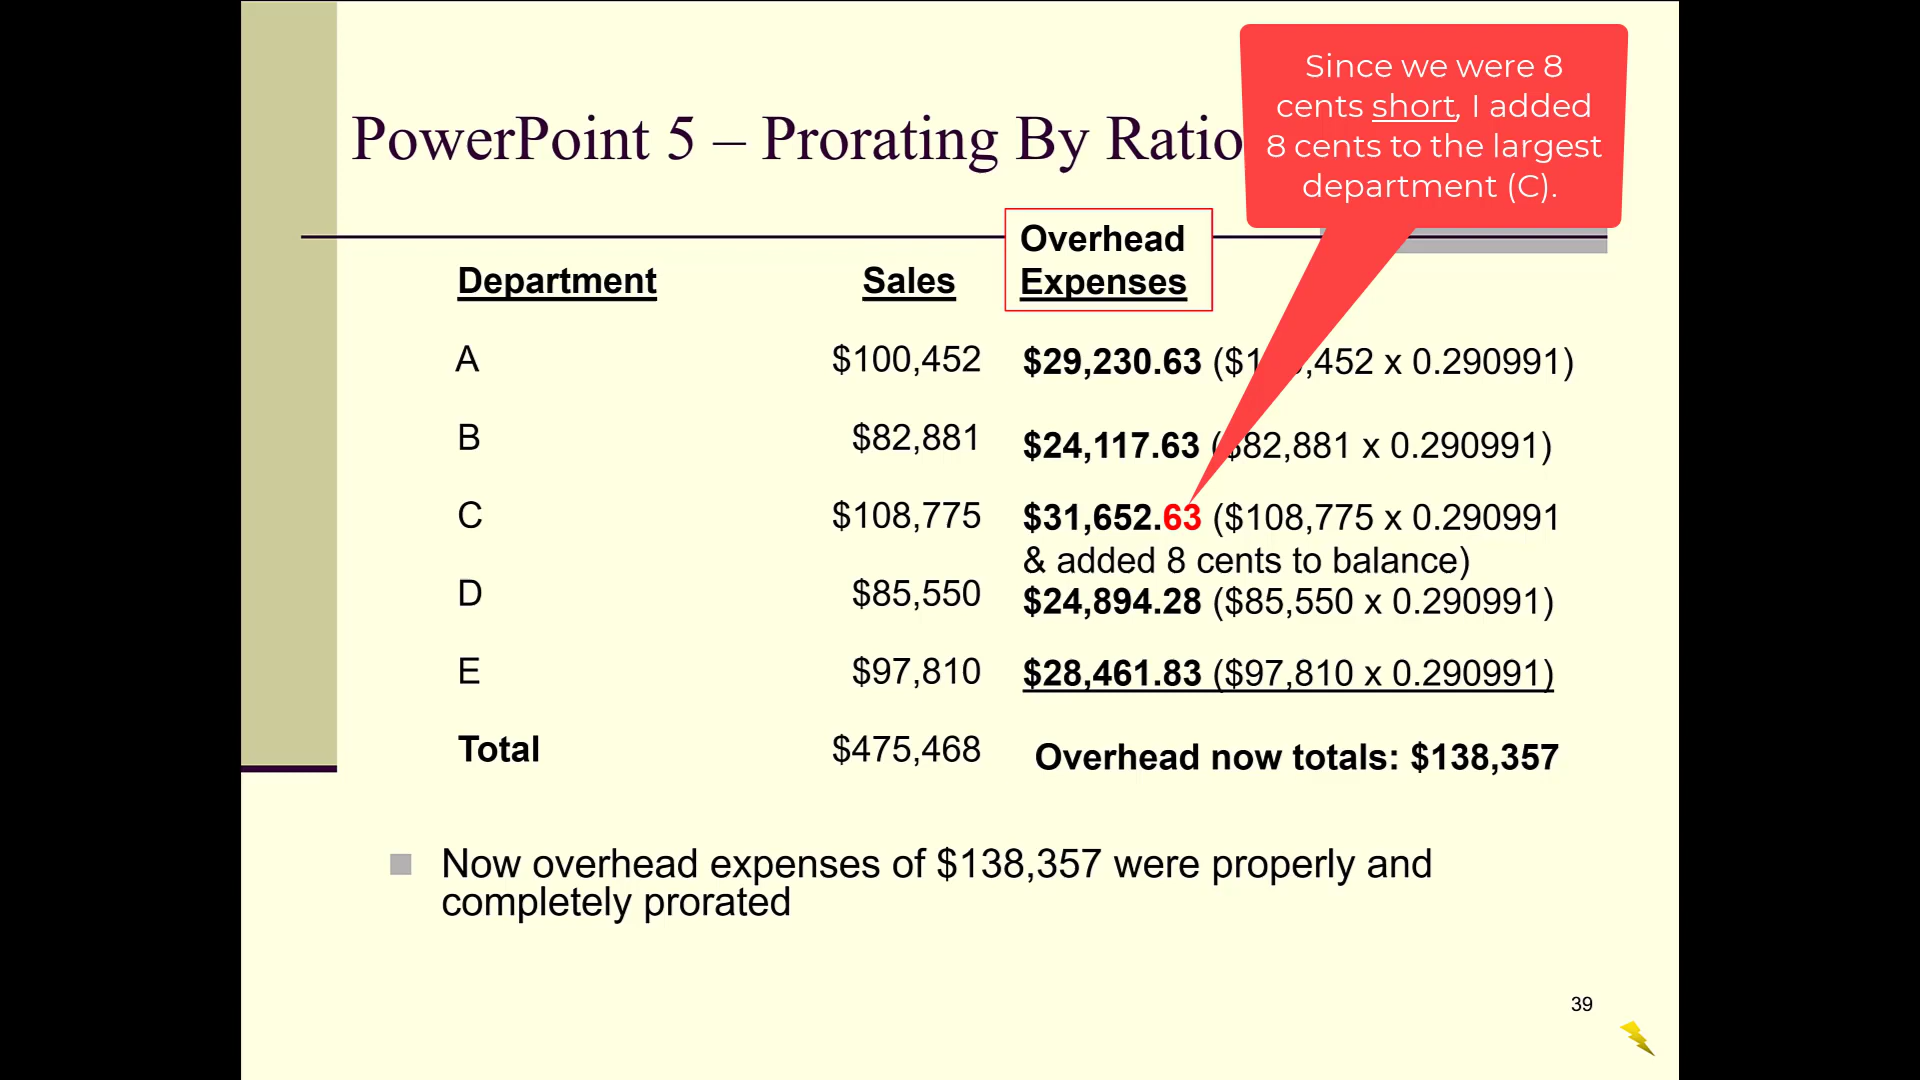 Since we were 8
cents short, I added
8 cents to the largest
department (C).
PowerPoint 5 – Prorating By Ratio
Department Sales Overhead
Expenses
A $100,452 $29,230.63 ($1 ,452 x 0.290991)
B $82,881 $24,117.63 ($82,881 x 0.290991)
C $108,775 $31,652.63 ($108,775 x 0.290991
& added 8 cents to balance)
D $85,550 $24,894.28 ($85,550 x 0.290991)
E $97,810 $28,461.83 ($97,810 x 0.290991)
Total $475,468 Overhead now totals: $138,357
Now overhead expenses of $138,357 were properly and
completely prorated
39